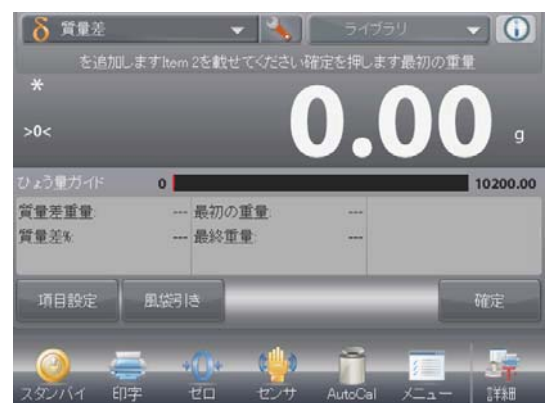 δ 質量差 ライブラリ
を追加しますItem 2を載せてください確定を押します最初の重量
*
>0< 0.00 g
ひょう量ガイド 0 10200.00
質量差重量: --- 最初の重量: ---
質量差%: --- 最終重量: ---
項目設定 風袋引き 確定
スタンバイ 印字 ゼロ センサ AutoCal メニュー 詳細